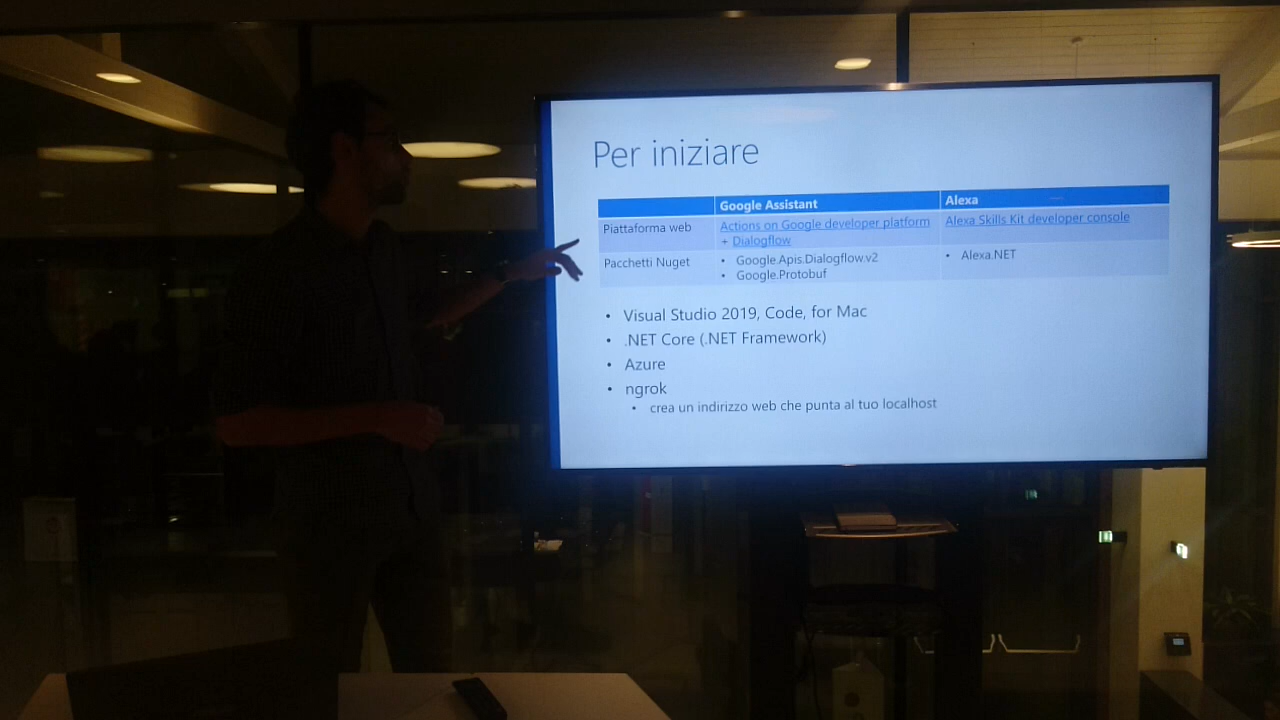 Per iniziare
Google Assistant
Alexa
Piattaforma web
Actions on Google developer platform
+ Dialogflow
Alexa Skills Kit developer console
Pacchetti Nuget
• Google.Apis.Dialogflow.v2
• Google.Protobuf
• Alexa.NET
• Visual Studio 2019, Code, for Mac
• .NET Core (.NET Framework)
• Azure
• ngrok
• crea un indirizzo web che punta al tuo localhost